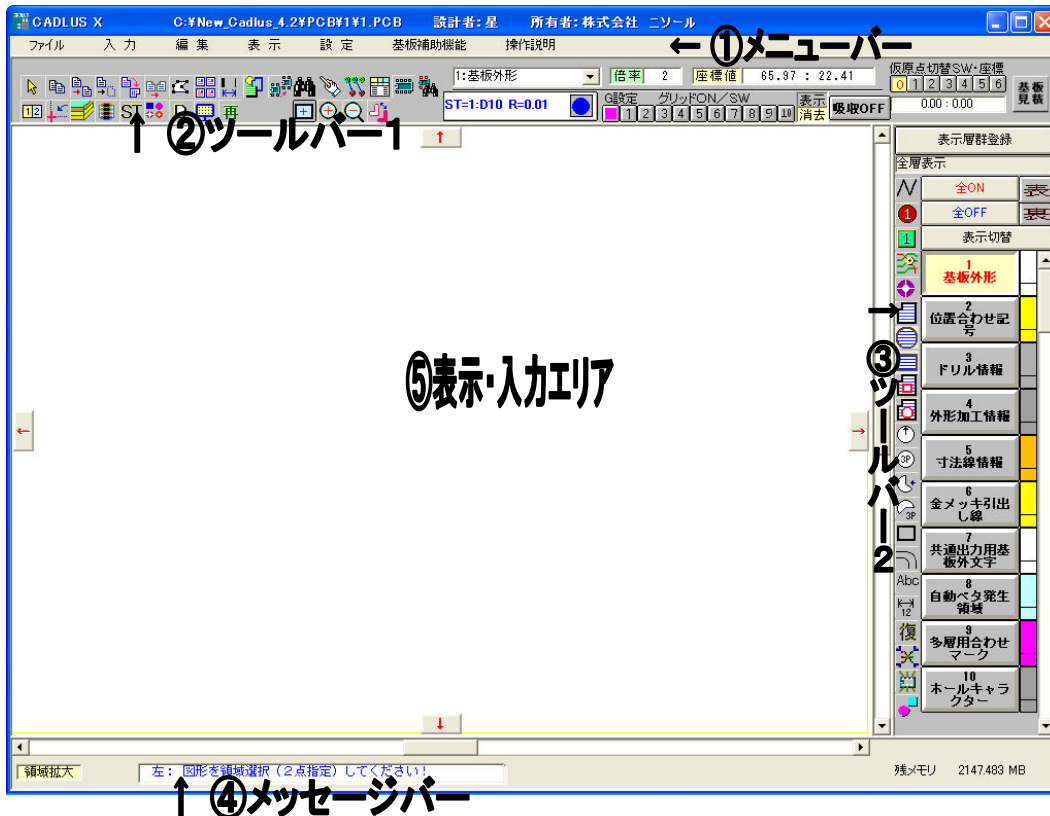 CADLUS X C:¥New_Cadlus_4.2¥PCB¥1¥1.PCB 設計者:星 所有者:株式会社 ニソール
ファイル 入 力 編 集 表 示 設 定 基板補助機能 操作説明 ← ①メニューバー
1:基板外形 倍率 2 座標値 65.97 : 22.41
仮原点切替SW・座標
0 1 2 3 4 5 6
0.00 : 0.00
基板見積
ST=1:D10 R=0.01
G設定 グリッドON/SW
1 2 3 4 5 6 7 8 9 10
表示
消去
吸収OFF
12 ST D 再
↑ ②ツールバー1
↑
表示層群登録
全層表示
全ON 表
全OFF 裏
表示切替
1
1
1
基板外形
2
位置合わせ記
号
3
ドリル情報
4
外形加工情報
5
寸法線情報
6
金メッキ引出
し線
7
共通出力用基
板外文字
8
自動ベタ発生
領域
9
多層用合わせ
マーク
10
ホールキャラ
クター
3P
3P
Abc
12
復
→
③ツールバー2
⑤表示・入力エリア
←
→
↓
領域拡大 左: 図形を領域選択(2点指定)してください!
残メモリ 2147.483 MB
↑ ④メッセージバー